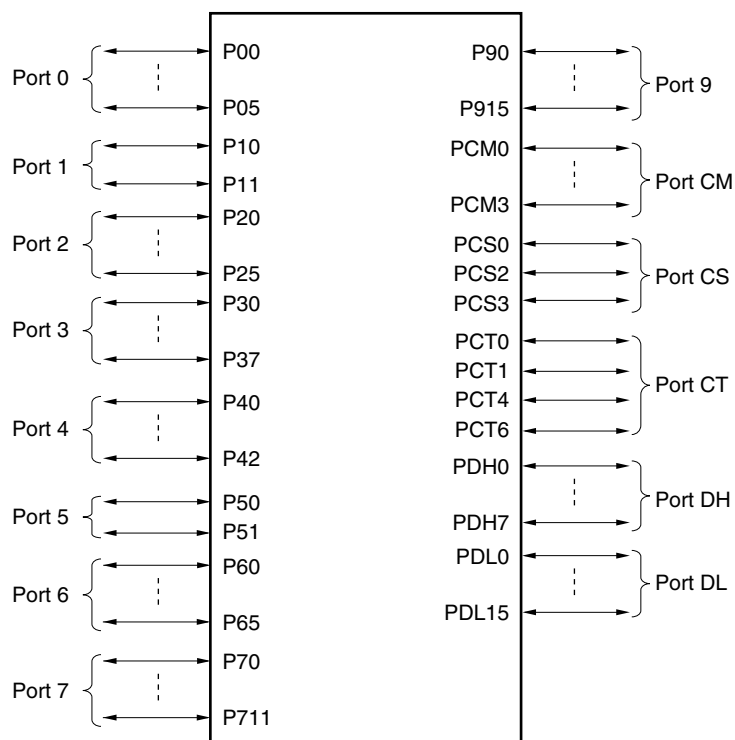 Port 0
P00
P05
Port 1
P10
P11
Port 2
P20
P25
Port 3
P30
P37
Port 4
P40
P42
Port 5
P50
P51
Port 6
P60
P65
Port 7
P70
P711
P90
P915
Port 9
PCM0
PCM3
Port CM
PCS0
PCS2
PCS3
Port CS
PCT0
PCT1
PCT4
PCT6
Port CT
PDH0
PDH7
Port DH
PDL0
PDL15
Port DL